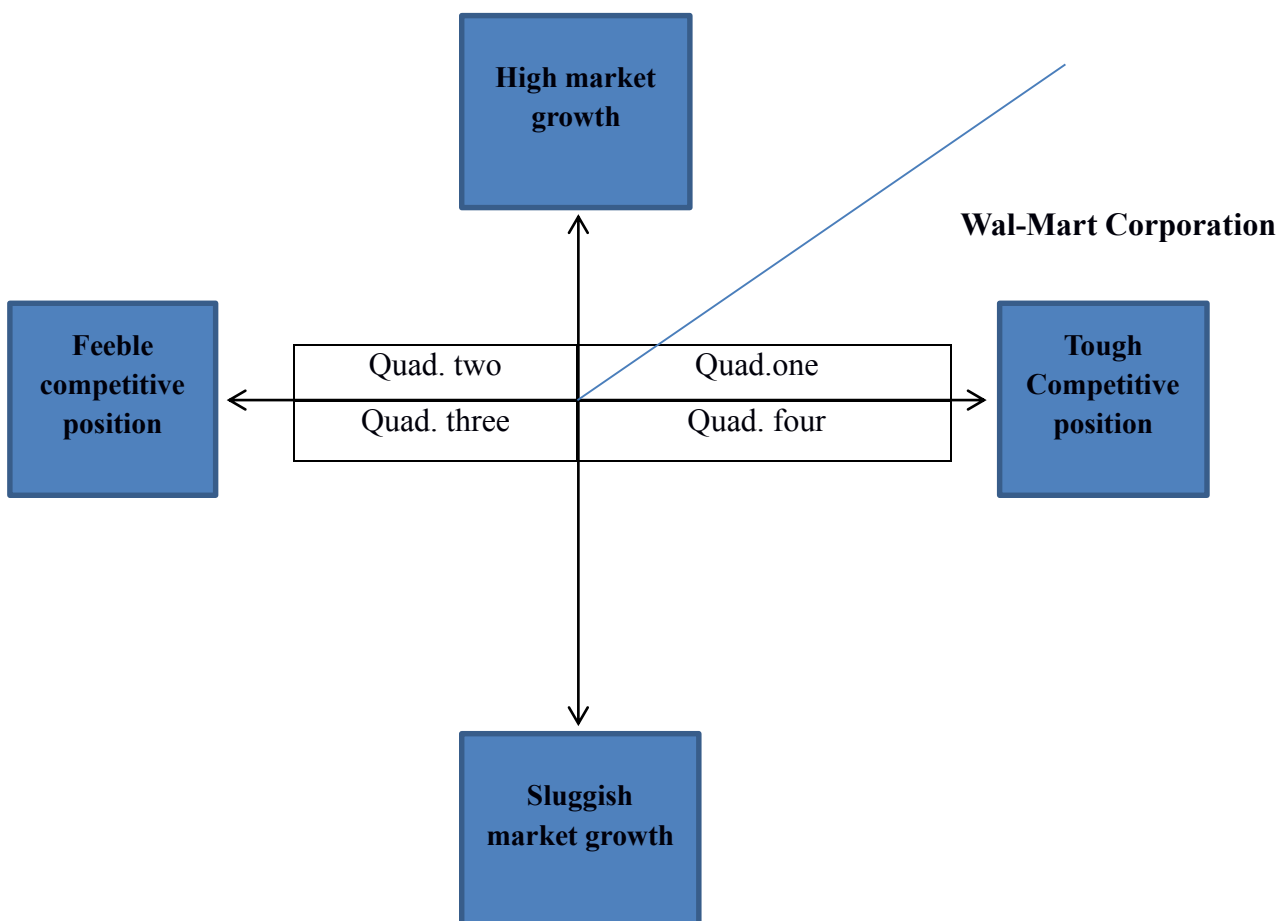 High market
growth
Wal-Mart Corporation
Feeble
competitive
position
Quad. two
Quad.one
Tough
Competitive
position
Quad. three
Quad. four
Sluggish
market growth